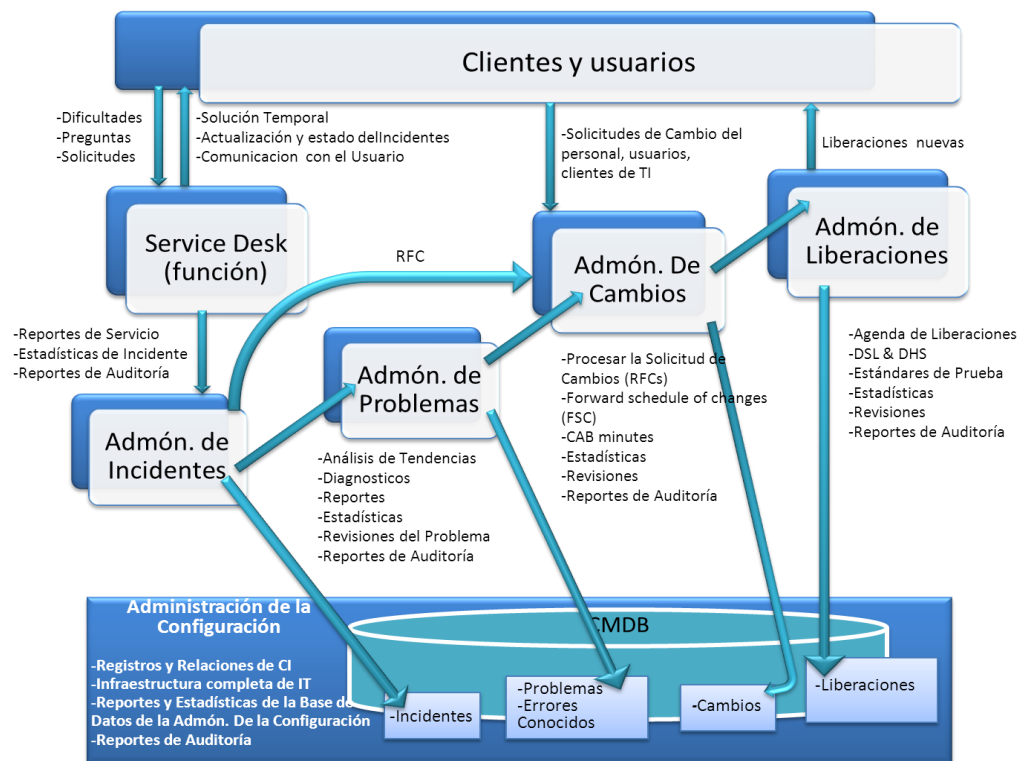 Clientes y usuarios
-Dificultades
-Preguntas
-Solicitudes
-Solución Temporal
-Actualización y estado delIncidentes
-Comunicacion con el Usuario
-Solicitudes de Cambio del
personal, usuarios,
clientes de TI
Liberaciones nuevas
Service Desk
(función)
RFC
Admón. De
Cambios
Admón. de
Liberaciones
-Reportes de Servicio
-Estadísticas de Incidente
-Reportes de Auditoría
Admón. de
Problemas
-Procesar la Solicitud de
Cambios (RFCs)
-Forward schedule of changes
(FSC)
-CAB minutes
-Estadísticas
-Revisiones
-Reportes de Auditoría
-Agenda de Liberaciones
-DSL & DHS
-Estándares de Prueba
-Estadísticas
-Revisiones
-Reportes de Auditoría
Admón. de
Incidentes
-Análisis de Tendencias
-Diagnosticos
-Reportes
-Estadísticas
-Revisiones del Problema
-Reportes de Auditoría
Administración de la
Configuración
-Registros y Relaciones de CI
-Infraestructura completa de IT
-Reportes y Estadísticas de la Base de
Datos de la Admón. De la Configuración
-Reportes de Auditoría
CMDB
-Incidentes
-Problemas
-Errores
Conocidos
-Cambios
-Liberaciones